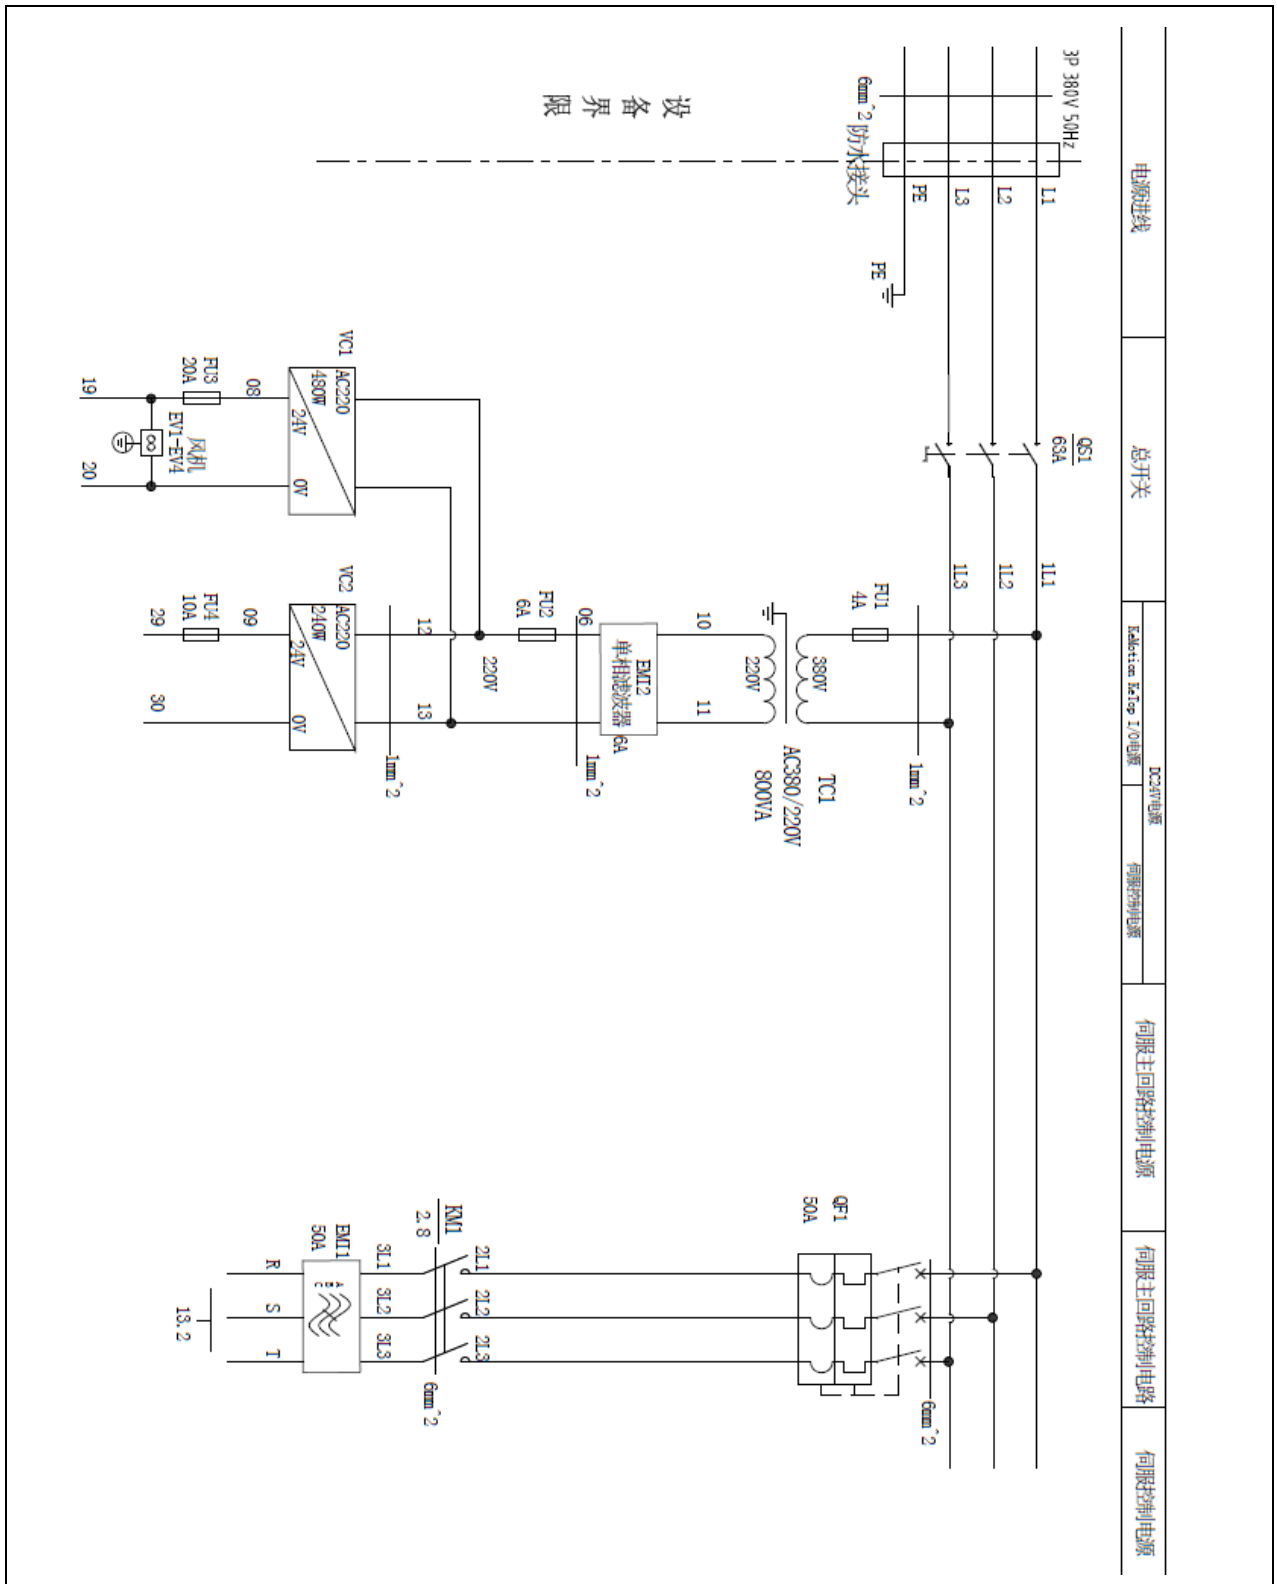 电源进线
总开关
DC24V电源
KeMotion KeTop I/O电源
伺服控制电源
伺服主回路控制电源
伺服主回路控制电路
伺服控制电源
3P 380V 50Hz
6mm^2
防水接头
设备界限
L1
L2
L3
PE
PE
QS1
63A
1L1
1L2
1L3
FU1
4A
1mm^2
380V
220V
TC1
AC380/220V
800VA
10
11
EMI2
单相滤波器
6A
06
1mm^2
FU2
6A
220V
12
13
1mm^2
VC1
AC220
480W
24V
0V
08
FU3
20A
风机
EV1-EV4
19
20
VC2
AC220
240W
24V
0V
09
FU4
10A
29
30
QF1
50A
6mm^2
2L1
2L2
2L3
KM1
2.8
6mm^2
3L1
3L2
3L3
EMI1
50A
A
B
C
R
S
T
13.2